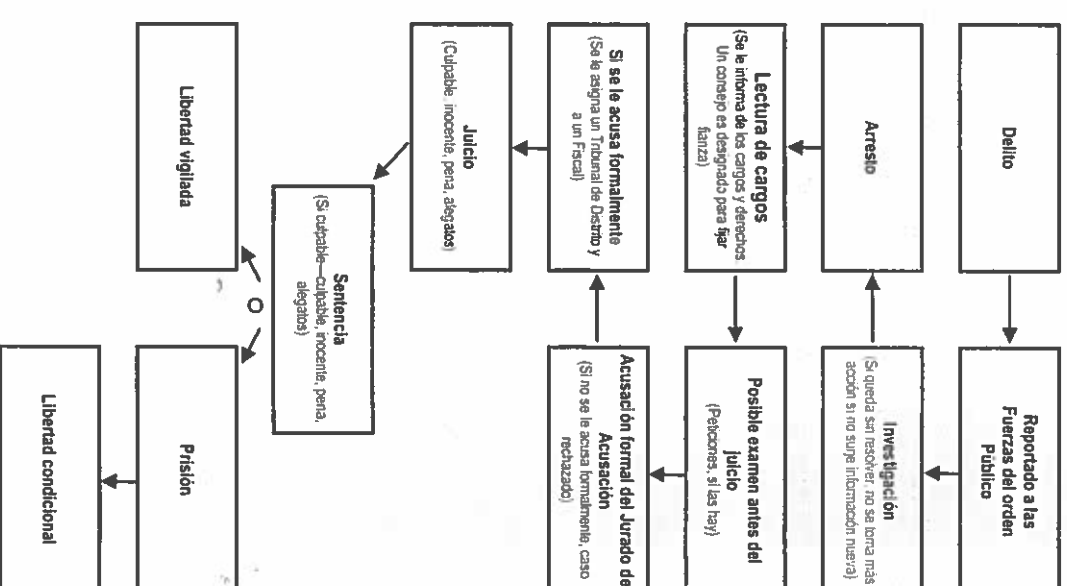 Delito
Reportado a las
Fuerzas del orden
Público
Investigación
(Si queda sin resolver, no se toma más
acción si no surje información nueva)
Arresto
Lectura de cargos
(Se le informa de los cargos y derechos.
Un consejo es designado para fijar
fianza)
Posible examen antes del
juicio
(Peticiones, si las hay)
Acusación formal del Jurado de
Acusación
(Si no se le acusa formalmente, caso
rechazado)
Si se le acusa formalmente
(Se le asigna un Tribunal de Distrito y
a un Fiscal)
Juicio
(Culpable, inocente, pena, alegatos)
Sentencia
(Si culpable—culpable, inocente, pena,
alegatos)
Libertad vigilada
O
Prisión
Libertad condicional